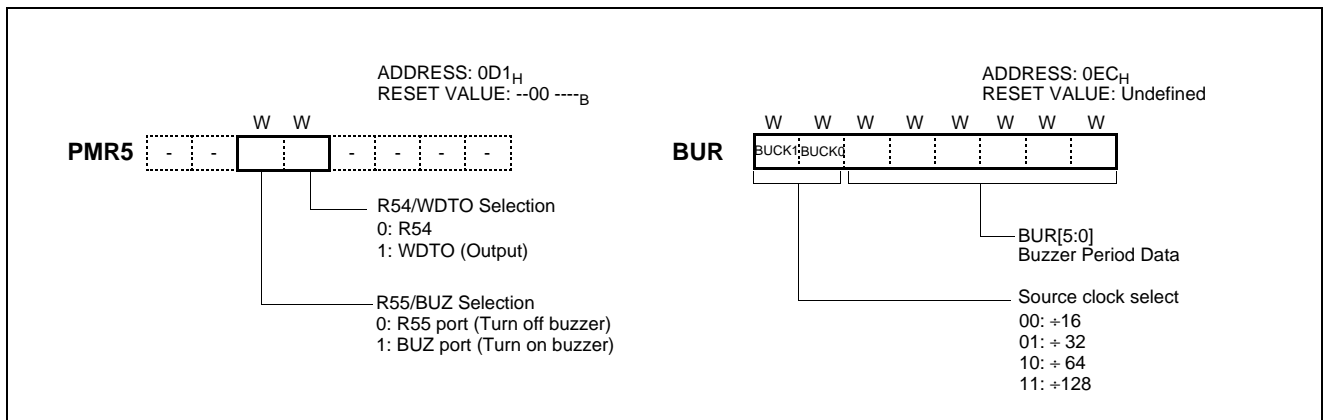 ADDRESS: 0D1H
RESET VALUE: --00 ----B
W W
PMR5 - - - - - -
R54/WDTO Selection
0: R54
1: WDTO (Output)
R55/BUZ Selection
0: R55 port (Turn off buzzer)
1: BUZ port (Turn on buzzer)
ADDRESS: 0ECH
RESET VALUE: Undefined
W W W W W W W W
BUR BUCK1 BUCK0
BUR[5:0]
Buzzer Period Data
Source clock select
00: ÷16
01: ÷ 32
10: ÷ 64
11: ÷128